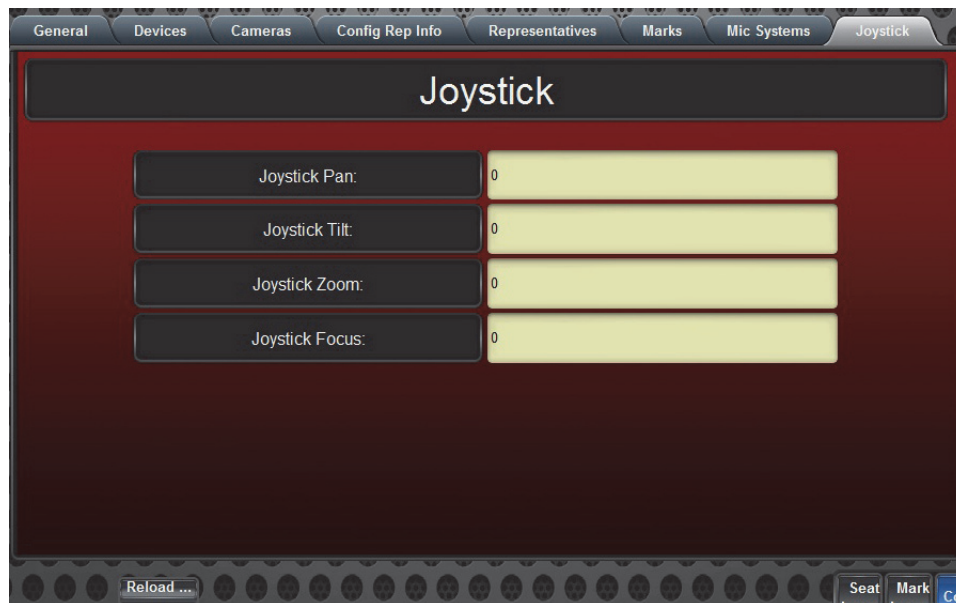 General Devices Cameras Config Rep Info Representatives Marks Mic Systems Joystick
Joystick
Joystick Pan: 0
Joystick Tilt: 0
Joystick Zoom: 0
Joystick Focus: 0
Reload ... Seat Mark